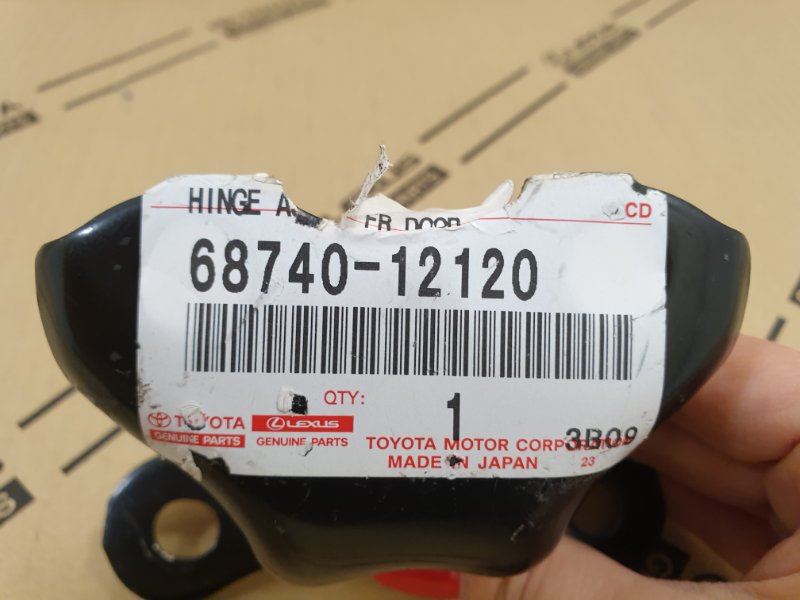 HINGE A
FR DOOR
CD
68740-12120
QTY: 1
TOYOTA LEXUS
GENUINE PARTS GENUINE PARTS
TOYOTA MOTOR CORPORATION 3B09
MADE IN JAPAN 23